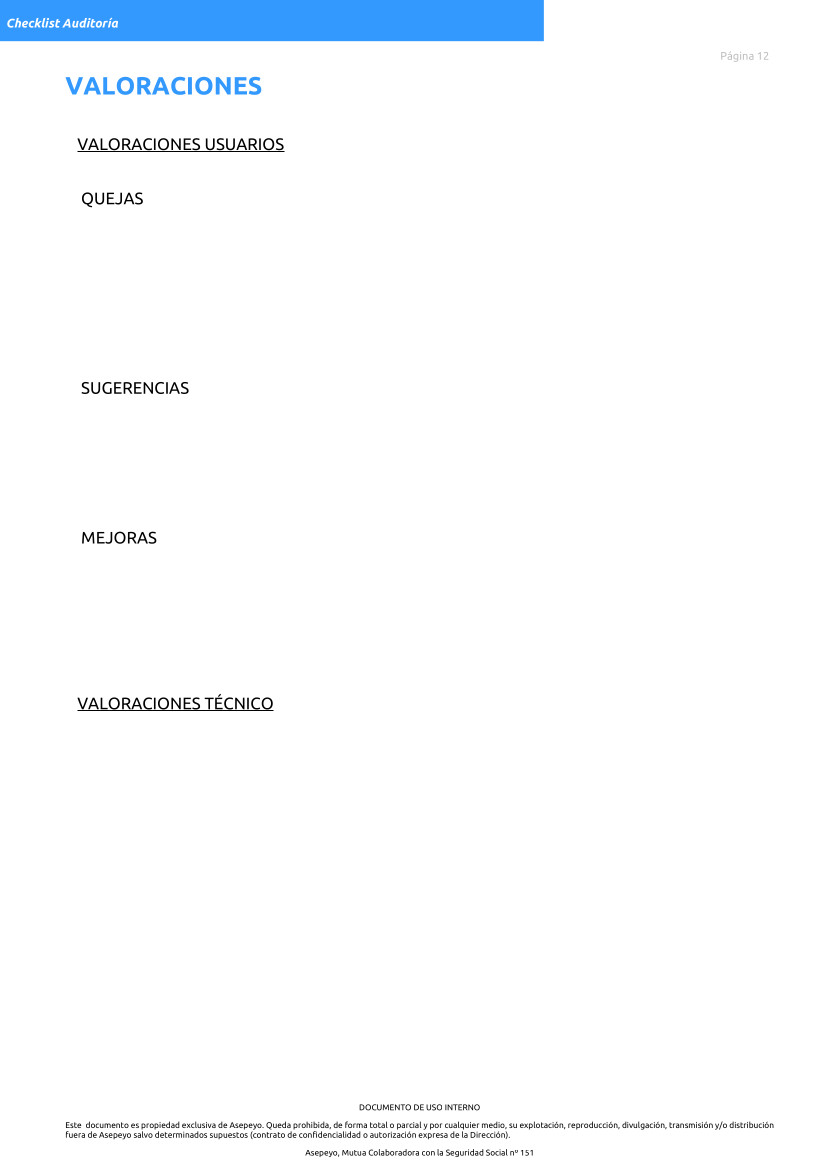 Checklist Auditoría
Página 12
VALORACIONES
VALORACIONES USUARIOS
QUEJAS
SUGERENCIAS
MEJORAS
VALORACIONES TÉCNICO
DOCUMENTO DE USO INTERNO
Este documento es propiedad exclusiva de Asepeyo. Queda prohibida, de forma total o parcial y por cualquier medio, su explotación, reproducción, divulgación, transmisión y/o distribución
fuera de Asepeyo salvo determinados supuestos (contrato de confidencialidad o autorización expresa de la Dirección).
Asepeyo, Mutua Colaboradora con la Seguridad Social nº 151